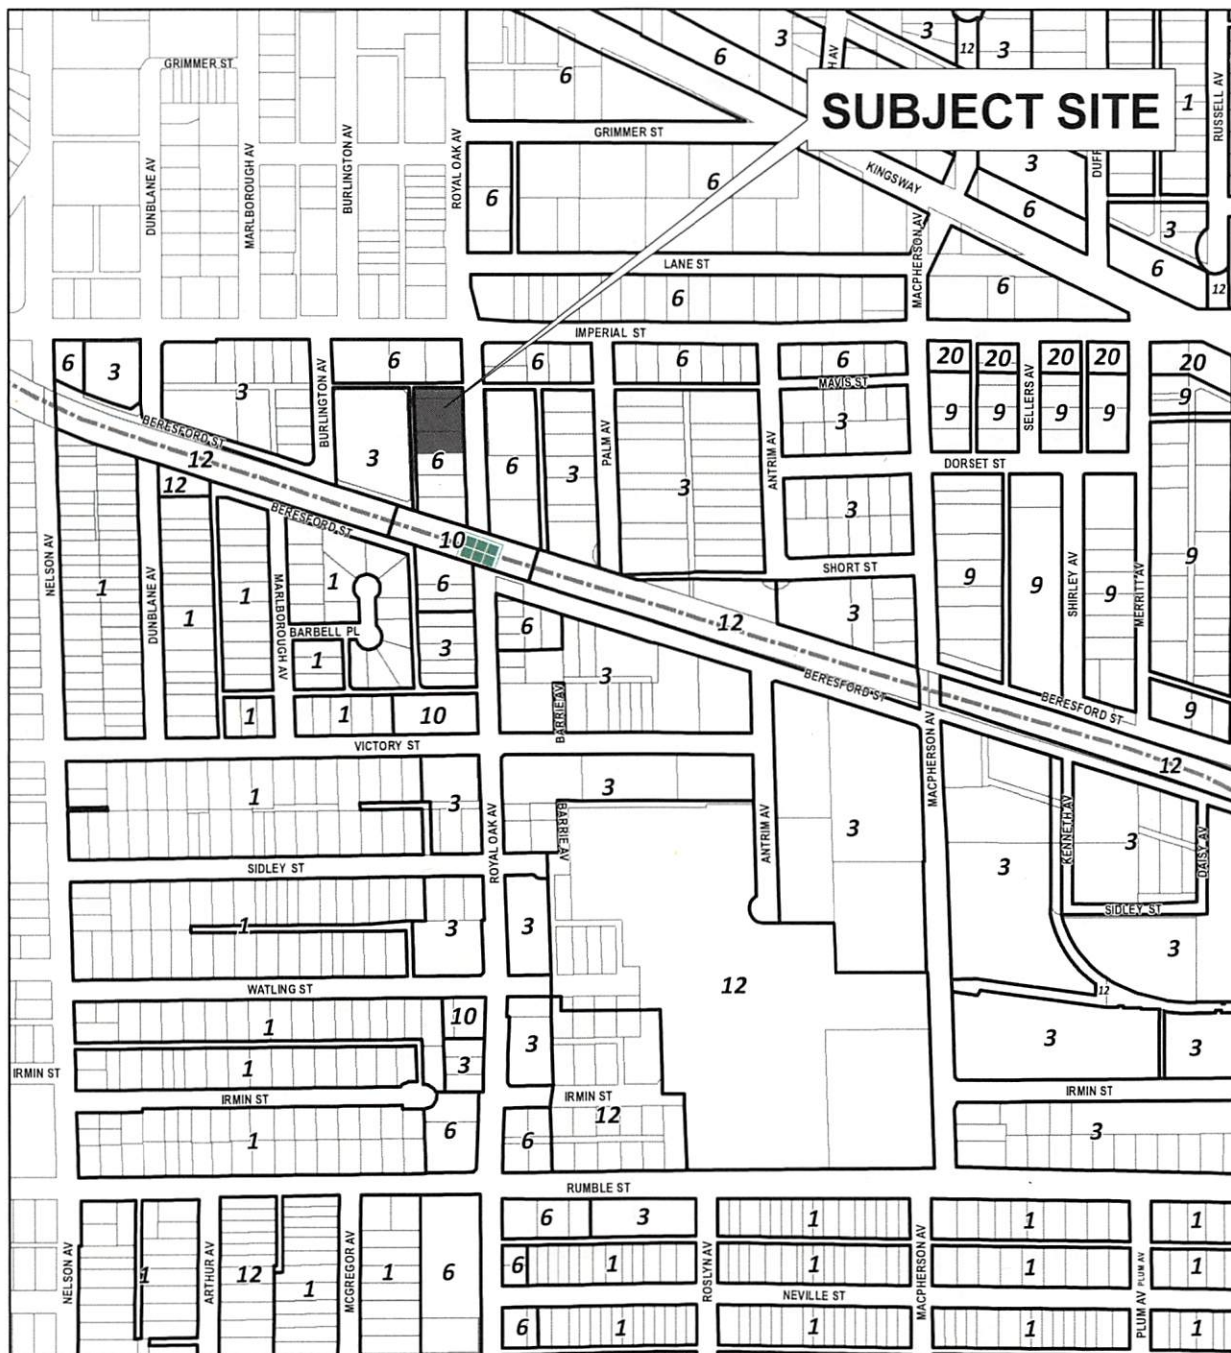 3
3
12
3
6
6
H AV
GRIMMER ST
SUBJECT SITE
1
RUSSELL AV
GRIMMER ST
DUNBLANE AV
MARLBOROUGH AV
BURLINGTON AV
ROYAL OAK AV
KINGSWAY
3
DUFF
6
6
6
3
6
12
MACPHERSON AV
LANE ST
6
6
IMPERIAL ST
6
3
6
6
6
6
20
20
20
20
20
MAVIS ST
3
BURLINGTON AV
3
9
9
SELLERS AV
9
9
9
BERESFORD ST
12
3
6
6
3
PALM AV
3
ANTRIM AV
DORSET ST
12
BERESFORD ST
10
3
SHORT ST
9
9
SHIRLEY AV
9
MERRITT AV
9
NELSON AV
1
DUNBLANE AV
1
1
MARLBOROUGH AV
1
6
BARBELL PL
1
3
6
12
3
3
BERESFORD ST
BERESFORD ST
9
1
1
10
BARRIE AV
VICTORY ST
MACPHERSON AV
12
1
3
3
ROYAL OAK AV
BARRIE AV
ANTRIM AV
3
3
KENNETH AV
3
DAISY AV
SIDLEY ST
SIDLEY ST
1
3
3
3
12
WATLING ST
12
1
10
3
3
3
3
IRMIN ST
1
IRMIN ST
IRMIN ST
IRMIN ST
12
1
6
6
3
RUMBLE ST
6
3
1
1
1
NELSON AV
1
ARTHUR AV
12
1
MCGREGOR AV
1
6
6
1
ROSLYN AV
1
MACPHERSON AV
1
PLUM AV
1
NEVILLE ST
6
1
1
1
PLUM AV
1